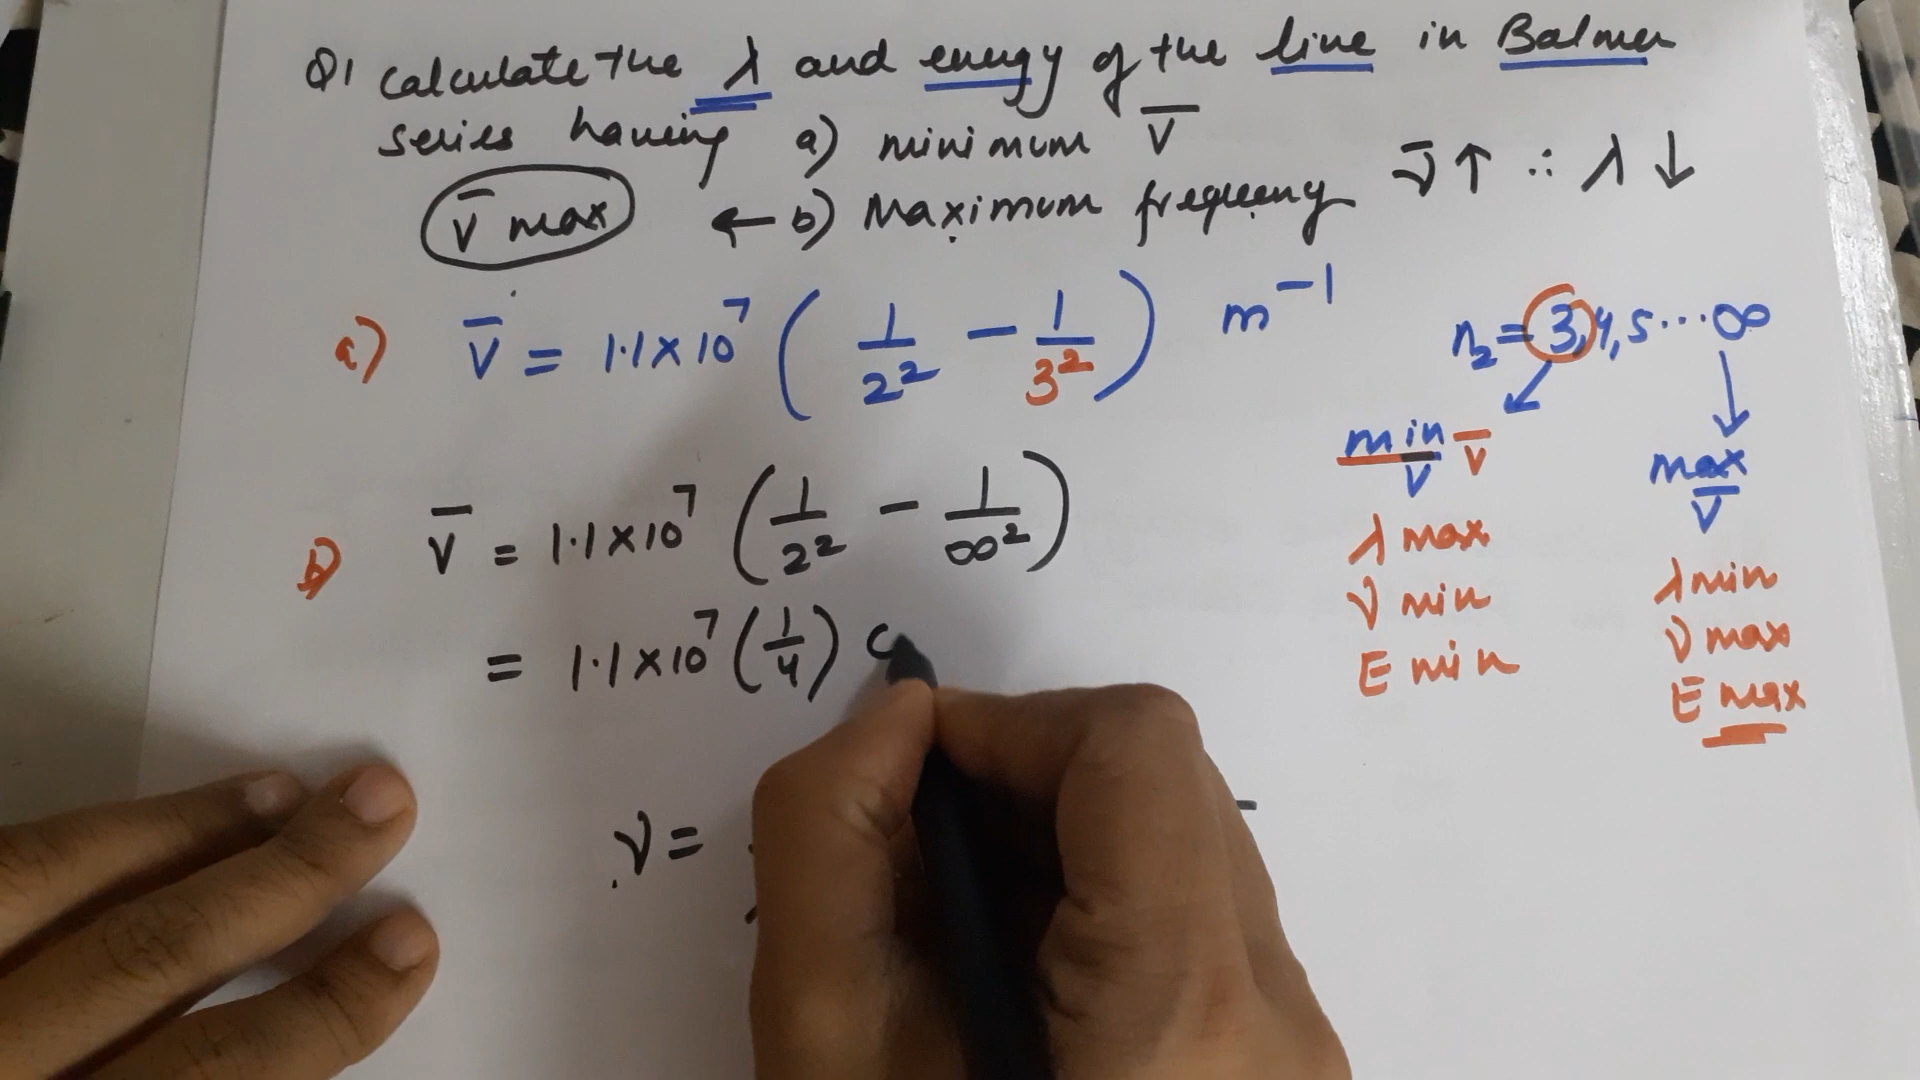 Q1 Calculate the λ and energy of the line in Balmer
series having a) minimum V̅
V̅ max ← b) Maximum frequency V̅ ↑ ∴ λ ↓
a) V̅ = 1.1 × 10⁷ ( 1/2² − 1/3² ) m⁻¹
n₂ = 3, 4, 5 ... ∞
min V̅
V
λ max
ν min
E min
max
V̅
λ min
ν max
E max
b) V̅ = 1.1 × 10⁷ ( 1/2² − 1/∞² )
= 1.1 × 10⁷ ( 1/4 )
ν =